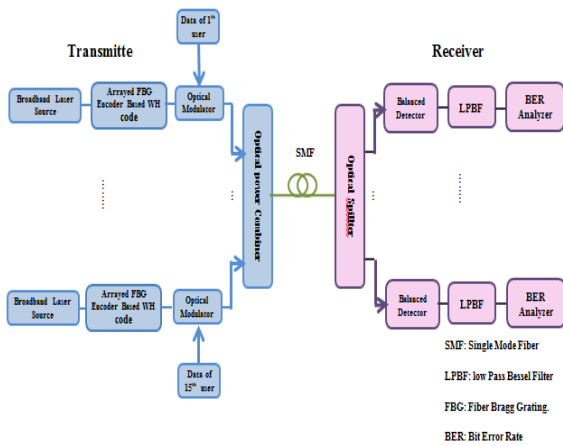 Transmitte
Receiver
Data of 1th
user
Broadband Laser
Source
Arrayed FBG
Encoder Based WH
code
Optical
Modulator
Optical power Combiner
SMF
Optical Spliiter
Balanced
Detector
LPBF
BER
Analyzer
Broadband Laser
Source
Arrayed FBG
Encoder Based WH
code
Optical
Modulator
Data of
15th user
Balanced
Detector
LPBF
BER
Analyzer
SMF: Single Mode Fiber
LPBF: low Pass Bessel Filter
FBG: Fiber Bragg Grating.
BER: Bit Error Rate